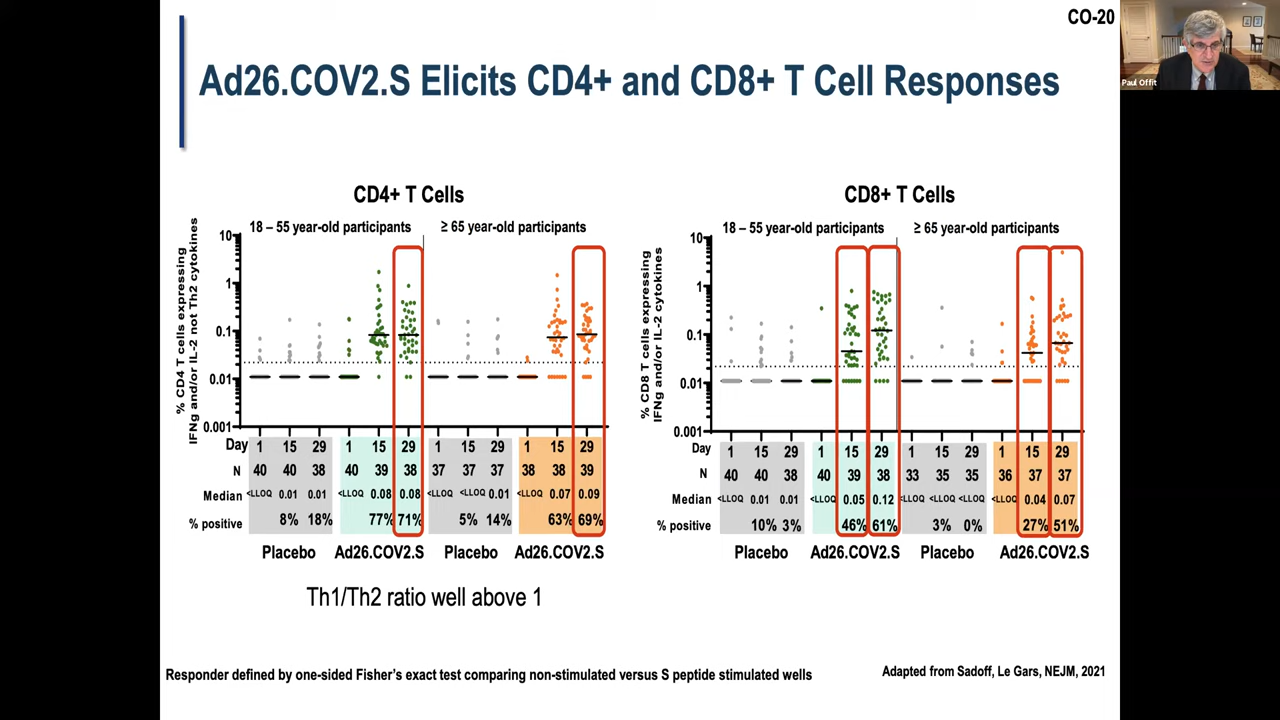 CO-20
Paul Offit
Ad26.COV2.S Elicits CD4+ and CD8+ T Cell Responses
CD4+ T Cells
18 – 55 year-old participants
≥ 65 year-old participants
% CD4 T cells expressing
IFNg and/or IL-2 not Th2 cytokines
10
1
0.1
0.01
0.001
Day 1 15 29 1 15 29 1 15 29 1 15 29
N 40 40 38 40 39 38 37 37 37 38 38 39
Median <LLOQ 0.01 0.01 <LLOQ 0.08 0.08 <LLOQ <LLOQ 0.01 <LLOQ 0.07 0.09
% positive 8% 18% 77% 71% 5% 14% 63% 69%
Placebo Ad26.COV2.S Placebo Ad26.COV2.S
Th1/Th2 ratio well above 1
CD8+ T Cells
18 – 55 year-old participants
≥ 65 year-old participants
% CD8 T cells expressing
IFNg and/or IL-2 cytokines
10
1
0.1
0.01
0.001
Day 1 15 29 1 15 29 1 15 29 1 15 29
N 40 40 38 40 39 38 33 35 35 36 37 37
Median <LLOQ 0.01 0.01 <LLOQ 0.05 0.12 <LLOQ <LLOQ <LLOQ <LLOQ 0.04 0.07
% positive 10% 3% 46% 61% 3% 0% 27% 51%
Placebo Ad26.COV2.S Placebo Ad26.COV2.S
Responder defined by one-sided Fisher's exact test comparing non-stimulated versus S peptide stimulated wells
Adapted from Sadoff, Le Gars, NEJM, 2021